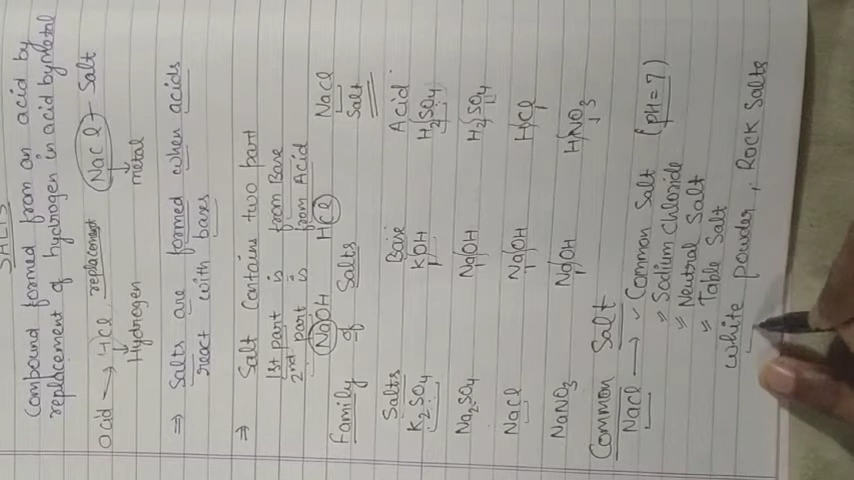 SALTS
Compound formed from an acid by
replacement of hydrogen in acid by metal
acid → HCl replacement NaCl → Salt
Hydrogen metal
⇒ Salts are formed when acids
react with bases
⇒ Salt contains two part
1st part is from Base
2nd part is from Acid
NaOH HCl NaCl
Salt
Family of Salts
Salts Base Acid
K2SO4 KOH H2SO4
Na2SO4 NaOH H2SO4
NaCl NaOH HCl
NaNO3 NaOH HNO3
Common Salt
NaCl → Common Salt (pH = 7)
= Sodium Chloride
= Neutral Salt
= Table Salt
White powder, Rock Salts